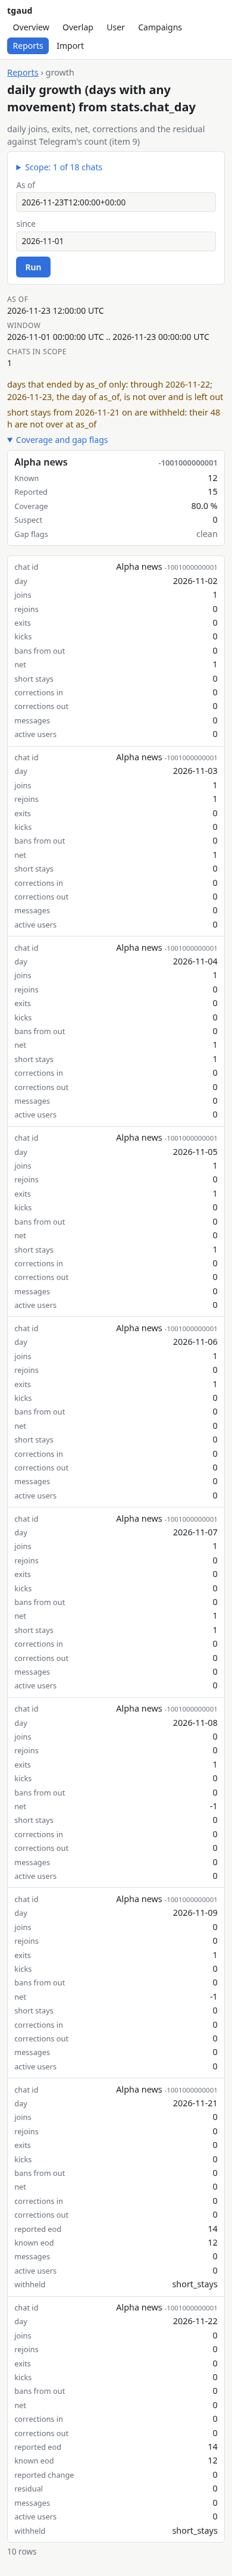 tgaud
Overview Overlap User Campaigns
Reports Import
Reports › growth
daily growth (days with any
movement) from stats.chat_day
daily joins, exits, net, corrections and the residual
against Telegram's count (item 9)
▶ Scope: 1 of 18 chats
As of
2026-11-23T12:00:00+00:00
since
2026-11-01
Run
AS OF
2026-11-23 12:00:00 UTC
WINDOW
2026-11-01 00:00:00 UTC .. 2026-11-23 00:00:00 UTC
CHATS IN SCOPE
1
days that ended by as_of only: through 2026-11-22;
2026-11-23, the day of as_of, is not over and is left out
short stays from 2026-11-21 on are withheld: their 48
h are not over at as_of
▼ Coverage and gap flags
Alpha news -1001000000001
Known 12
Reported 15
Coverage 80.0 %
Suspect 0
Gap flags clean
chat id Alpha news -1001000000001
day 2026-11-02
joins 1
rejoins 0
exits 0
kicks 0
bans from out 0
net 1
short stays 0
corrections in 0
corrections out 0
messages 0
active users 0
chat id Alpha news -1001000000001
day 2026-11-03
joins 1
rejoins 1
exits 0
kicks 0
bans from out 0
net 1
short stays 0
corrections in 0
corrections out 0
messages 0
active users 0
chat id Alpha news -1001000000001
day 2026-11-04
joins 1
rejoins 0
exits 0
kicks 0
bans from out 0
net 1
short stays 1
corrections in 0
corrections out 0
messages 0
active users 0
chat id Alpha news -1001000000001
day 2026-11-05
joins 1
rejoins 0
exits 1
kicks 0
bans from out 0
net 0
short stays 1
corrections in 0
corrections out 0
messages 0
active users 0
chat id Alpha news -1001000000001
day 2026-11-06
joins 1
rejoins 0
exits 1
kicks 0
bans from out 0
net 0
short stays 0
corrections in 0
corrections out 0
messages 0
active users 0
chat id Alpha news -1001000000001
day 2026-11-07
joins 1
rejoins 0
exits 0
kicks 0
bans from out 0
net 1
short stays 1
corrections in 0
corrections out 0
messages 0
active users 0
chat id Alpha news -1001000000001
day 2026-11-08
joins 0
rejoins 0
exits 1
kicks 0
bans from out 0
net -1
short stays 0
corrections in 0
corrections out 0
messages 0
active users 0
chat id Alpha news -1001000000001
day 2026-11-09
joins 0
rejoins 0
exits 1
kicks 0
bans from out 0
net -1
short stays 0
corrections in 0
corrections out 0
messages 0
active users 0
chat id Alpha news -1001000000001
day 2026-11-21
joins 0
rejoins 0
exits 0
kicks 0
bans from out 0
net 0
corrections in 0
corrections out 0
reported eod 14
known eod 12
messages 0
active users 0
withheld short_stays
chat id Alpha news -1001000000001
day 2026-11-22
joins 0
rejoins 0
exits 0
kicks 0
bans from out 0
net 0
corrections in 0
corrections out 0
reported eod 14
known eod 12
reported change 0
residual 0
messages 0
active users 0
withheld short_stays
10 rows